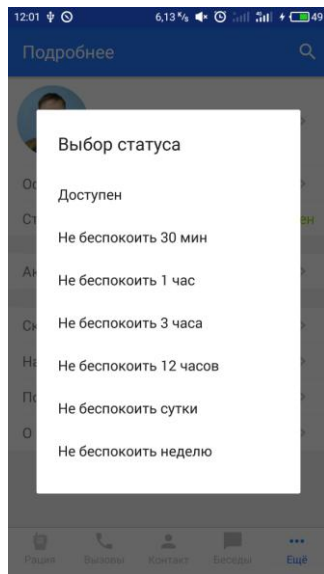 12:01 6,13 K/s 49
Подробнее
Выбор статуса
Доступен
Не беспокоить 30 мин
Не беспокоить 1 час
Не беспокоить 3 часа
Не беспокоить 12 часов
Не беспокоить сутки
Не беспокоить неделю
Рация Вызовы Контакт Беседы Ещё